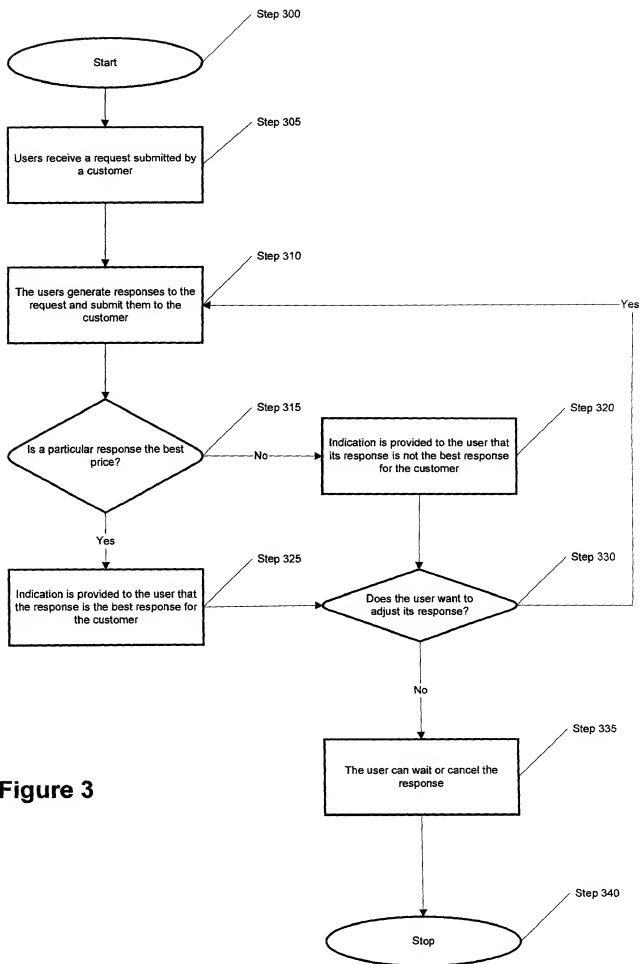 Step 300
Start
Step 305
Users receive a request submitted by
a customer
Step 310
The users generate responses to the
request and submit them to the
customer
Yes
Step 315
Is a particular response the best
price?
No
Step 320
Indication is provided to the user that
its response is not the best response
for the customer
Yes
Step 325
Indication is provided to the user that
the response is the best response for
the customer
Step 330
Does the user want to
adjust its response?
No
Step 335
The user can wait or cancel the
response
Figure 3
Step 340
Stop